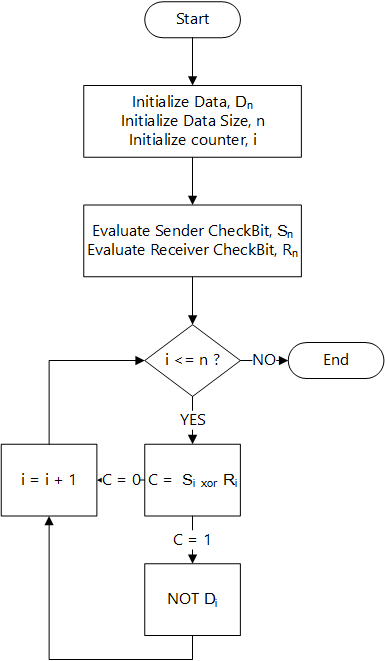 Start
Initialize Data, Dn
Initialize Data Size, n
Initialize counter, i
Evaluate Sender CheckBit, Sn
Evaluate Receiver CheckBit, Rn
i <= n ?
NO
End
YES
i = i + 1
C = 0
C = Si xor Ri
C = 1
NOT Di